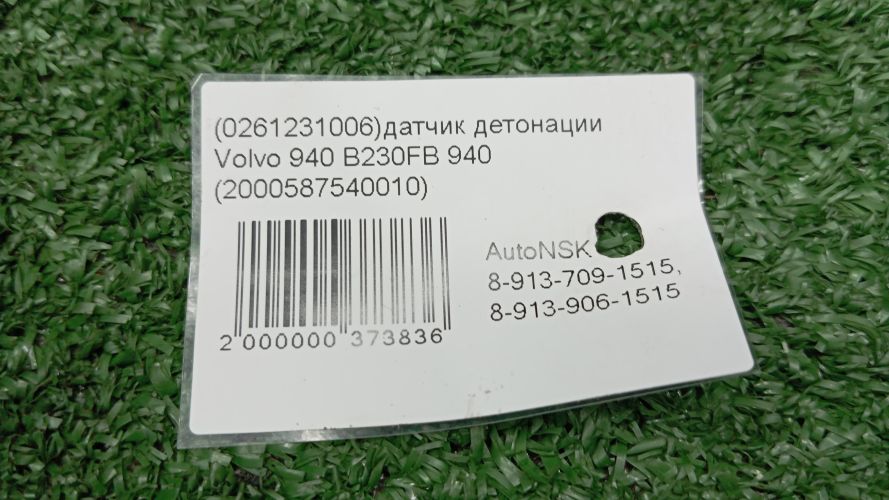 (0261231006)датчик детонации
Volvo 940 B230FB 940
(2000587540010)
AutoNSK
8-913-709-1515,
8-913-906-1515
2 000000 373836